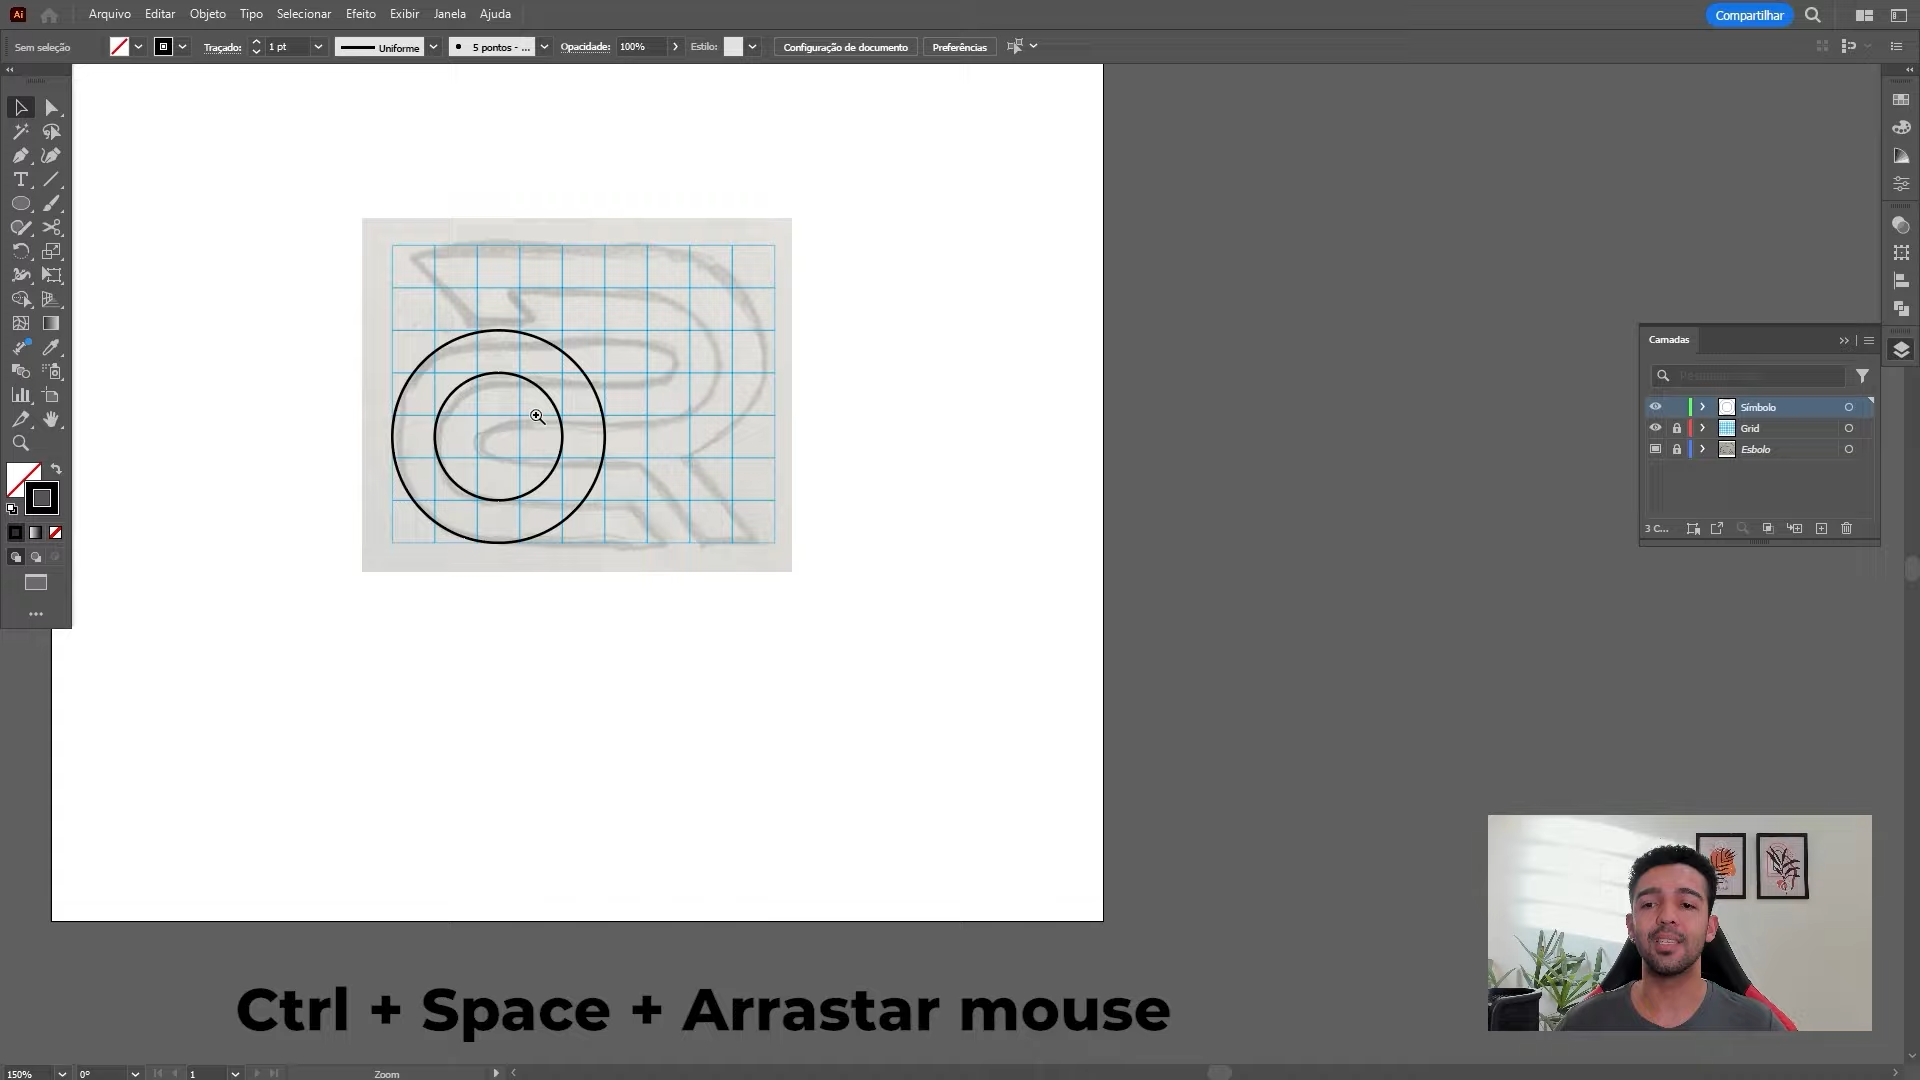 Ai Arquivo Editar Objeto Tipo Selecionar Efeito Exibir Janela Ajuda Compartilhar
Sem seleção Traçado: 1 pt Uniforme 5 pontos - ... Opacidade: 100% Estilo: Configuração de documento Preferências
Camadas
Símbolo
Grid
Esbolo
3 C...
Ctrl + Space + Arrastar mouse
150% 0° 1 Zoom